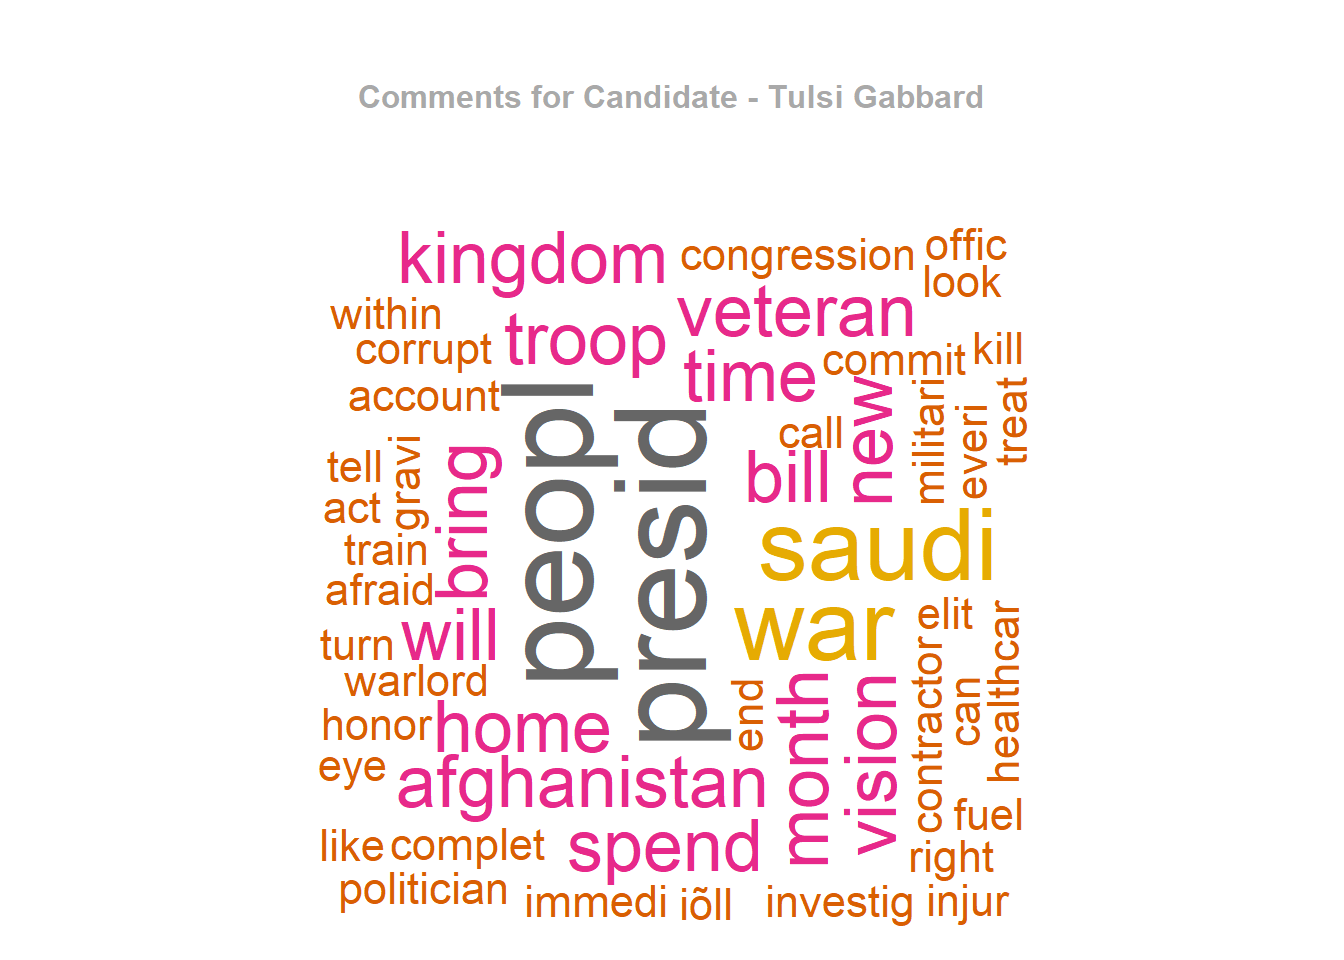 Comments for Candidate - Tulsi Gabbard
kingdom
congression
offic
look
within
veteran
troop
corrupt
time
commit
kill
account
new
militari
everi
treat
call
peopl
presid
tell
gravi
bring
bill
act
saudi
train
afraid
will
war
elit
turn
warlord
healthcar
contractor
can
honor
home
end
month
vision
eye
afghanistan
fuel
like
complet
spend
right
politician
immedi
iõll
investig
injur